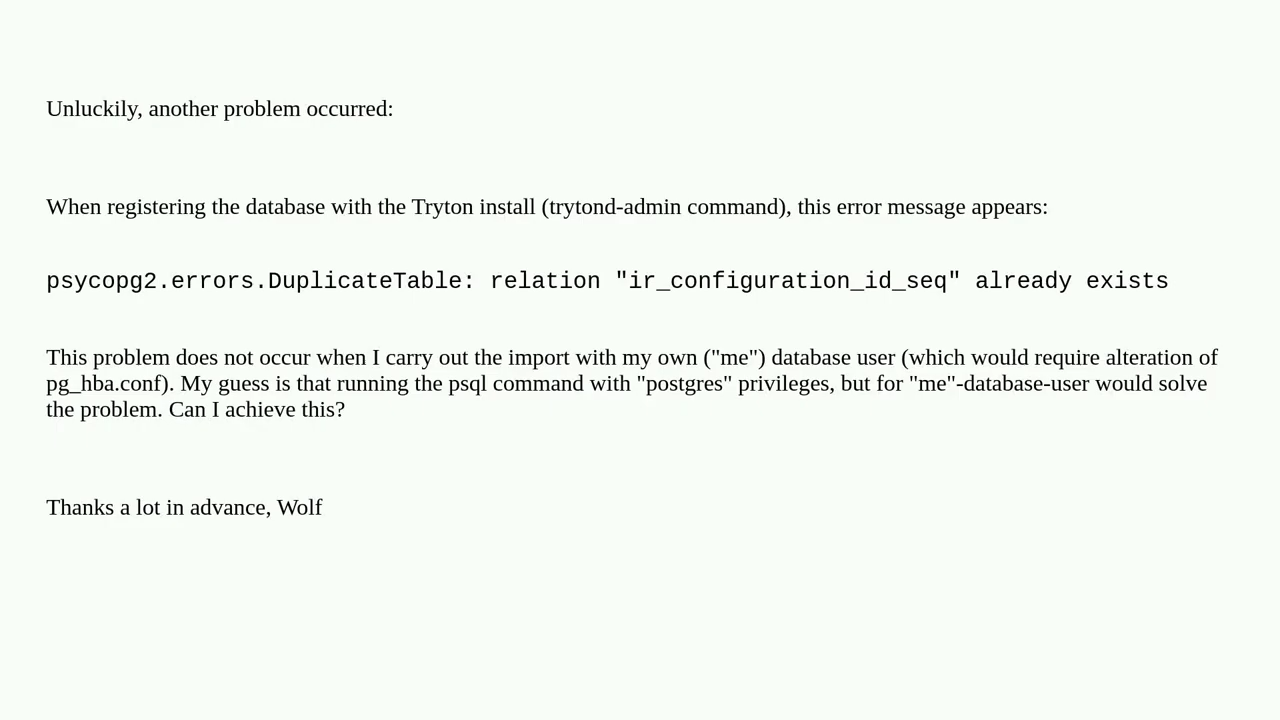 Unluckily, another problem occurred:
When registering the database with the Tryton install (trytond-admin command), this error message appears:
psycopg2.errors.DuplicateTable: relation "ir_configuration_id_seq" already exists
This problem does not occur when I carry out the import with my own ("me") database user (which would require alteration of
pg_hba.conf). My guess is that running the psql command with "postgres" privileges, but for "me"-database-user would solve
the problem. Can I achieve this?
Thanks a lot in advance, Wolf